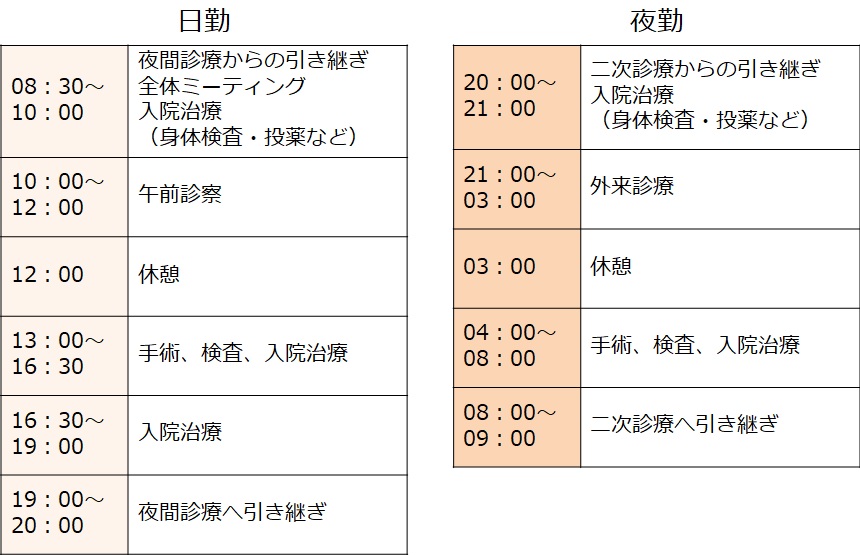 日勤
08：30～
10：00
夜間診療からの引き継ぎ
全体ミーティング
入院治療
（身体検査・投薬など）
10：00～
12：00
午前診察
12：00
休憩
13：00～
16：30
手術、検査、入院治療
16：30～
19：00
入院治療
19：00～
20：00
夜間診療へ引き継ぎ
夜勤
20：00～
21：00
二次診療からの引き継ぎ
入院治療
（身体検査・投薬など）
21：00～
03：00
外来診療
03：00
休憩
04：00～
08：00
手術、検査、入院治療
08：00～
09：00
二次診療へ引き継ぎ